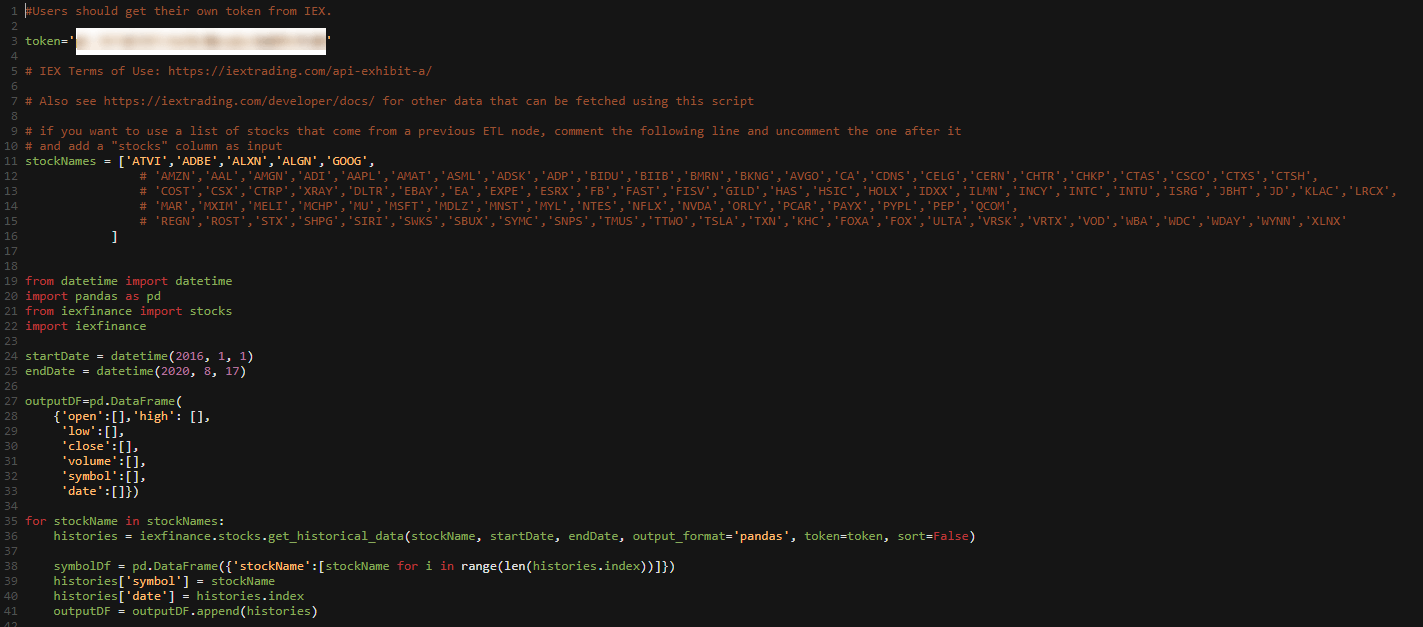 1 #Users should get their own token from IEX.
2
3 token=' '
4
5 # IEX Terms of Use: https://iextrading.com/api-exhibit-a/
6
7 # Also see https://iextrading.com/developer/docs/ for other data that can be fetched using this script
8
9 # if you want to use a list of stocks that come from a previous ETL node, comment the following line and uncomment the one after it
10 # and add a "stocks" column as input
11 stockNames = ['ATVI','ADBE','ALXN','ALGN','GOOG',
12 # 'AMZN','AAL','AMGN','ADI','AAPL','AMAT','ASML','ADSK','ADP','BIDU','BIIB','BMRN','BKNG','AVGO','CA','CDNS','CELG','CERN','CHTR','CHKP','CTAS','CSCO','CTXS','CTSH',
13 # 'COST','CSX','CTRP','XRAY','DLTR','EBAY','EA','EXPE','ESRX','FB','FAST','FISV','GILD','HAS','HSIC','HOLX','IDXX','ILMN','INCY','INTC','INTU','ISRG','JBHT','JD','KLAC','LRCX',
14 # 'MAR','MXIM','MELI','MCHP','MU','MSFT','MDLZ','MNST','MYL','NTES','NFLX','NVDA','ORLY','PCAR','PAYX','PYPL','PEP','QCOM',
15 # 'REGN','ROST','STX','SHPG','SIRI','SWKS','SBUX','SYMC','SNPS','TMUS','TTWO','TSLA','TXN','KHC','FOXA','FOX','ULTA','VRSK','VRTX','VOD','WBA','WDC','WDAY','WYNN','XLNX'
16 ]
17
18
19 from datetime import datetime
20 import pandas as pd
21 from iexfinance import stocks
22 import iexfinance
23
24 startDate = datetime(2016, 1, 1)
25 endDate = datetime(2020, 8, 17)
26
27 outputDF=pd.DataFrame(
28 {'open':[],'high': [],
29 'low':[],
30 'close':[],
31 'volume':[],
32 'symbol':[],
33 'date':[]})
34
35 for stockName in stockNames:
36 histories = iexfinance.stocks.get_historical_data(stockName, startDate, endDate, output_format='pandas', token=token, sort=False)
37
38 symbolDf = pd.DataFrame({'stockName':[stockName for i in range(len(histories.index))]})
39 histories['symbol'] = stockName
40 histories['date'] = histories.index
41 outputDF = outputDF.append(histories)
42